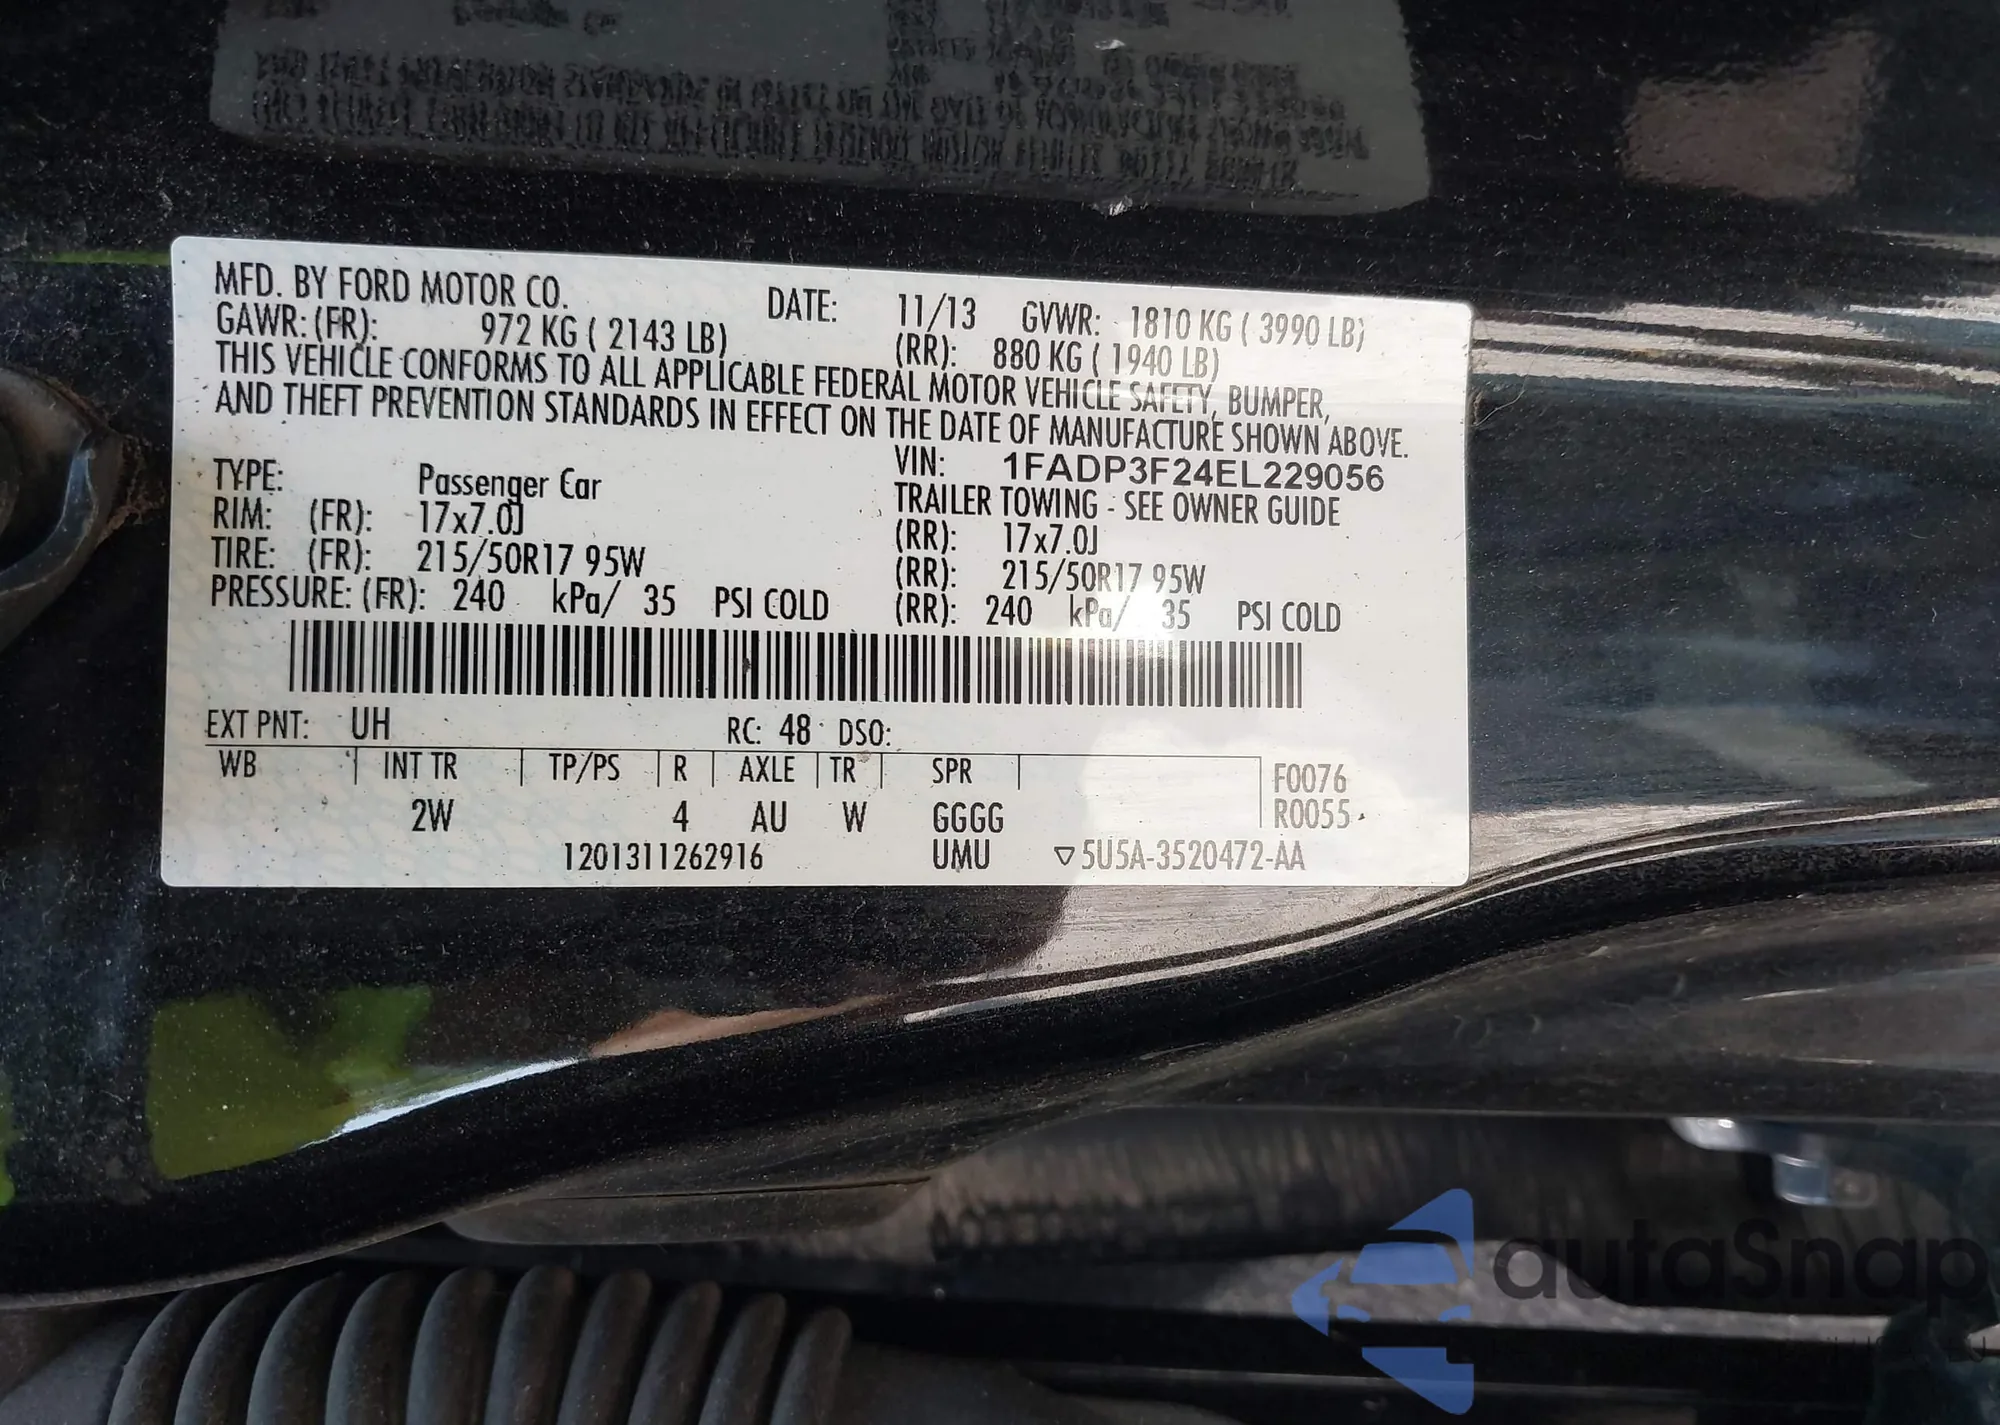 MFD. BY FORD MOTOR CO. DATE: 11/13 GVWR: 1810 KG ( 3990 LB)
GAWR: (FR): 972 KG ( 2143 LB) (RR): 880 KG ( 1940 LB)
THIS VEHICLE CONFORMS TO ALL APPLICABLE FEDERAL MOTOR VEHICLE SAFETY, BUMPER,
AND THEFT PREVENTION STANDARDS IN EFFECT ON THE DATE OF MANUFACTURE SHOWN ABOVE.
VIN: 1FADP3F24EL229056
TYPE: Passenger Car TRAILER TOWING - SEE OWNER GUIDE
RIM: (FR): 17x7.0J (RR): 17x7.0J
TIRE: (FR): 215/50R17 95W (RR): 215/50R17 95W
PRESSURE: (FR): 240 kPa/ 35 PSI COLD (RR): 240 kPa/ 35 PSI COLD
EXT PNT: UH RC: 48 DSO:
WB INT TR TP/PS R AXLE TR SPR F0076
2W 4 AU W GGGG R0055
1201311262916 UMU ▽5U5A-3520472-AA
autoSnap